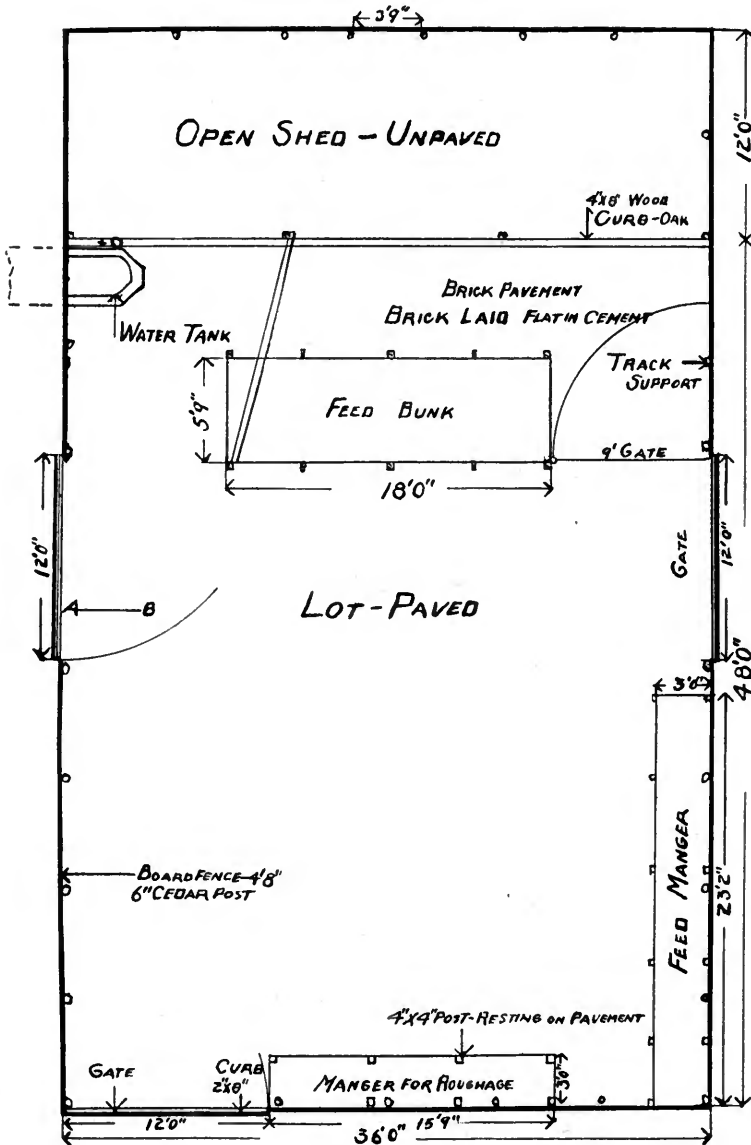 3'9"
OPEN SHED - UNPAVED
12'0"
4"X8" WOOD
CURB-OAK
BRICK PAVEMENT
BRICK LAID FLAT IN CEMENT
WATER TANK
TRACK
SUPPORT
5'9"
FEED BUNK
9' GATE
18'0"
12'0"
GATE
12'0"
A
B
LOT-PAVED
48'0"
3'0"
BOARD FENCE-4'8"
6" CEDAR POST
FEED MANGER
23'2"
4"X4" POST-RESTING ON PAVEMENT
GATE
CURB
2"X8"
MANGER FOR ROUGHAGE
3'0"
12'0"
15'9"
36'0"